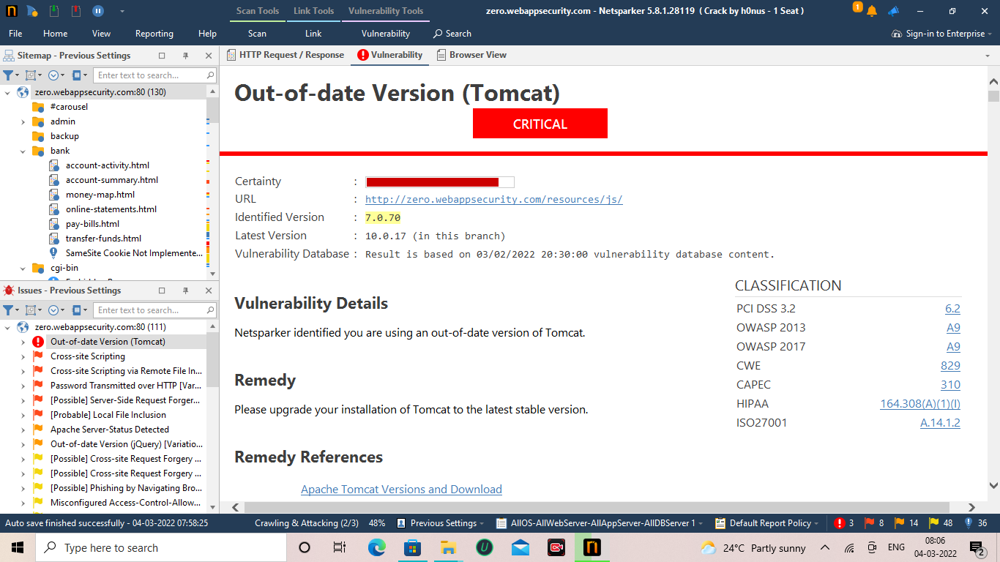 Scan Tools Link Tools Vulnerability Tools zero.webappsecurity.com - Netsparker 5.8.1.28119 ( Crack by h0nus - 1 Seat ) 1
File Home View Reporting Help Scan Link Vulnerability Search Sign-in to Enterprise
Sitemap - Previous Settings
Enter text to search...
zero.webappsecurity.com:80 (130)
#carousel
admin
backup
bank
account-activity.html
account-summary.html
money-map.html
online-statements.html
pay-bills.html
transfer-funds.html
SameSite Cookie Not Implemente...
cgi-bin
Issues - Previous Settings
Enter text to search...
zero.webappsecurity.com:80 (111)
Out-of-date Version (Tomcat)
Cross-site Scripting
Cross-site Scripting via Remote File In...
Password Transmitted over HTTP [Var...
[Possible] Server-Side Request Forger...
[Probable] Local File Inclusion
Apache Server-Status Detected
Out-of-date Version (jQuery) [Variatio...
[Possible] Cross-site Request Forgery ...
[Possible] Cross-site Request Forgery ...
[Possible] Phishing by Navigating Bro...
Misconfigured Access-Control-Allow...
HTTP Request / Response Vulnerability Browser View
Out-of-date Version (Tomcat)
CRITICAL
Certainty :
URL : http://zero.webappsecurity.com/resources/js/
Identified Version : 7.0.70
Latest Version : 10.0.17 (in this branch)
Vulnerability Database : Result is based on 03/02/2022 20:30:00 vulnerability database content.
Vulnerability Details
Netsparker identified you are using an out-of-date version of Tomcat.
Remedy
Please upgrade your installation of Tomcat to the latest stable version.
Remedy References
Apache Tomcat Versions and Download
CLASSIFICATION
PCI DSS 3.2 6.2
OWASP 2013 A9
OWASP 2017 A9
CWE 829
CAPEC 310
HIPAA 164.308(A)(1)(I)
ISO27001 A.14.1.2
Auto save finished successfully - 04-03-2022 07:58:25 Crawling & Attacking (2/3) 48% Previous Settings AllOS-AllWebServer-AllAppServer-AllDBServer 1 Default Report Policy 3 8 14 48 36
Type here to search 24°C Partly sunny ENG 08:06
04-03-2022 2